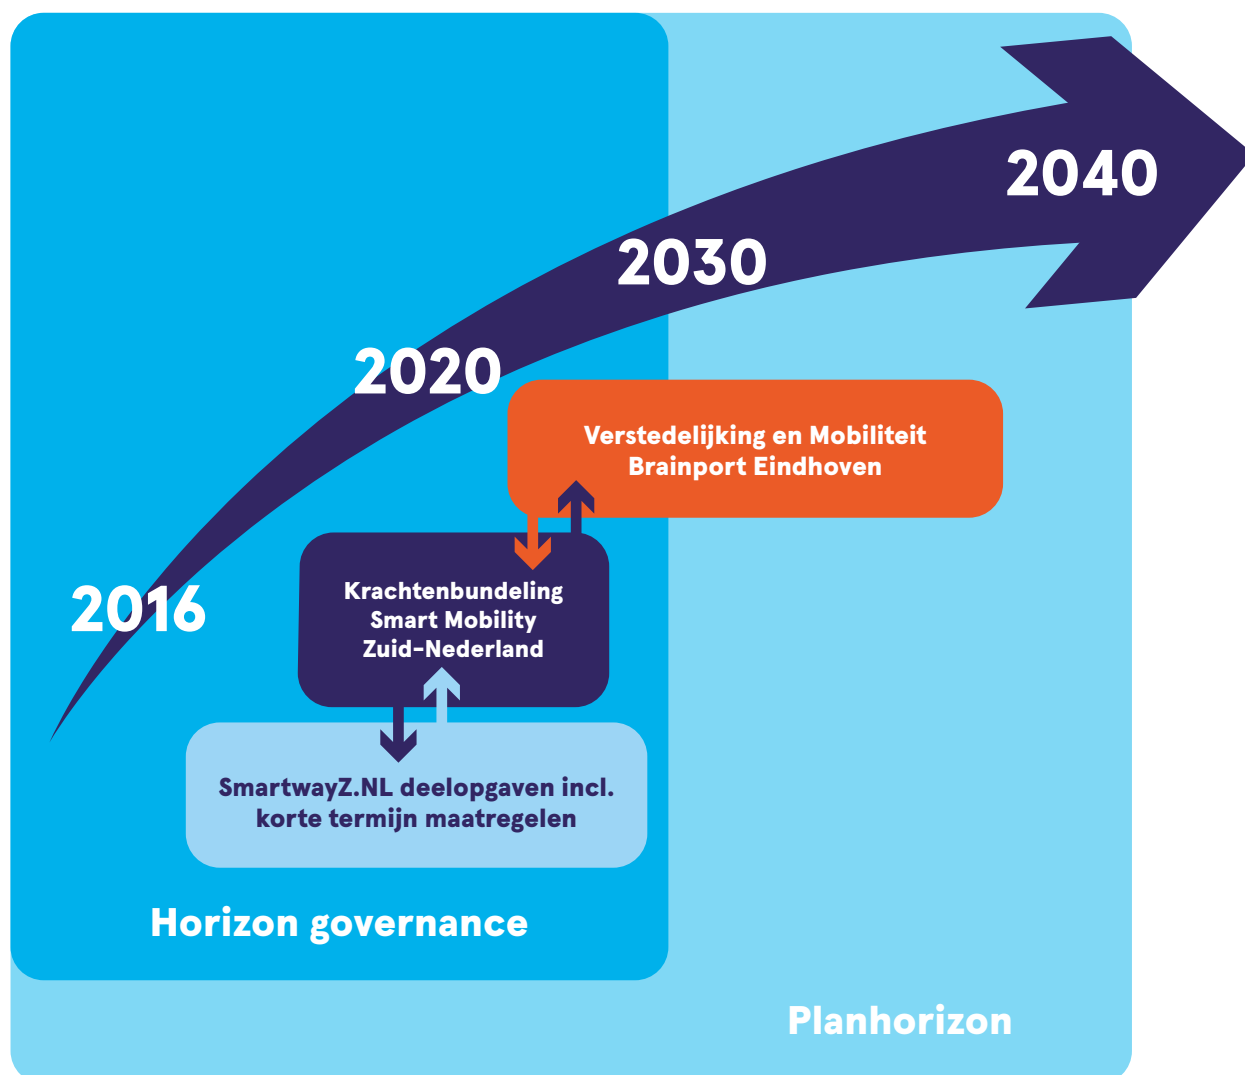 2040
2030
2020
Verstedelijking en Mobiliteit
Brainport Eindhoven
2016
Krachtenbundeling
Smart Mobility
Zuid-Nederland
SmartwayZ.NL deelopgaven incl.
korte termijn maatregelen
Horizon governance
Planhorizon